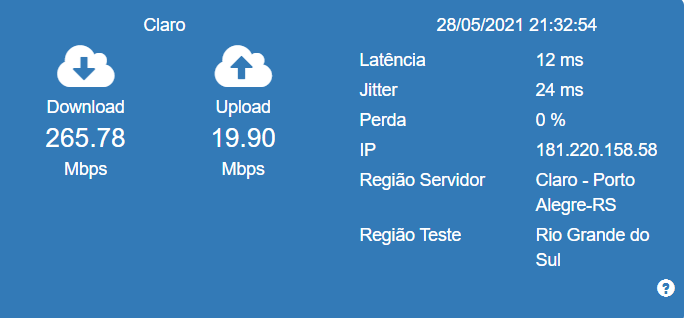 Claro
Download
265.78
Mbps
Upload
19.90
Mbps
28/05/2021 21:32:54
Latência 12 ms
Jitter 24 ms
Perda 0 %
IP 181.220.158.58
Região Servidor Claro - Porto
Alegre-RS
Região Teste Rio Grande do
Sul
?